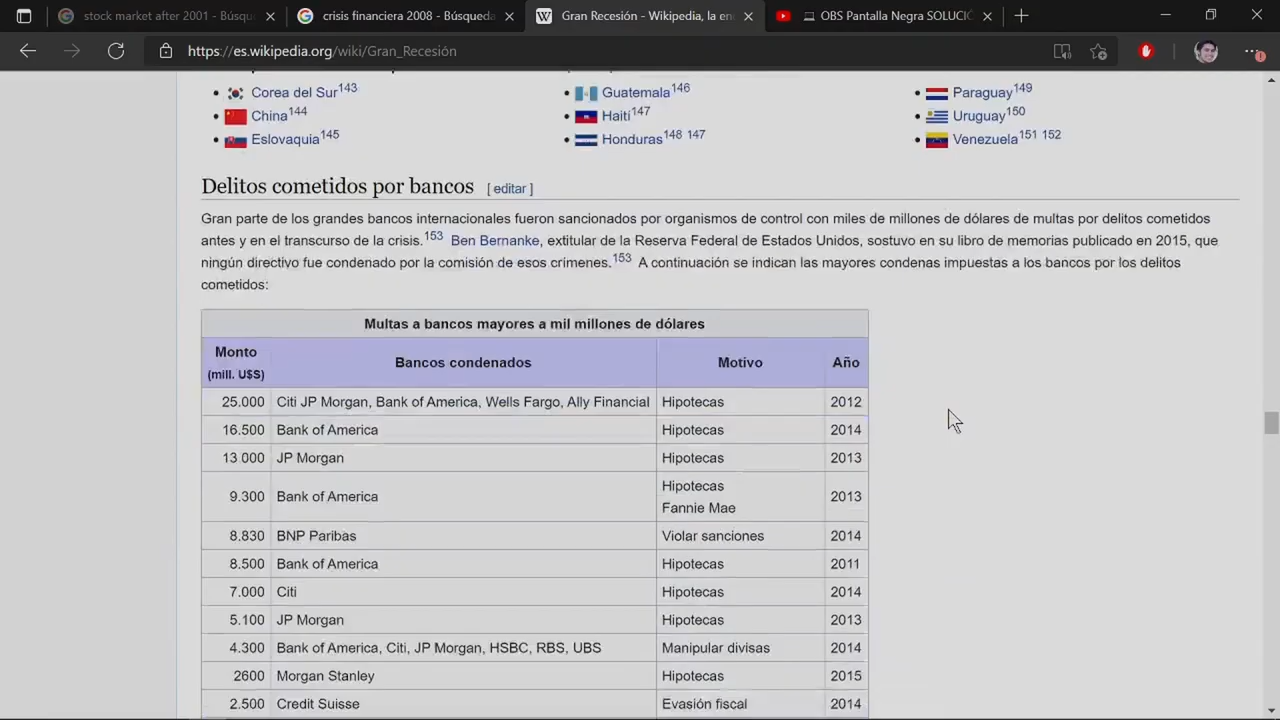 stock market after 2001 - Búsqu
crisis financiera 2008 - Búsqueda
Gran Recesión - Wikipedia, la en
OBS Pantalla Negra SOLUCIÓ
https://es.wikipedia.org/wiki/Gran_Recesión
Corea del Sur143
Guatemala146
Paraguay149
China144
Haití147
Uruguay150
Eslovaquia145
Honduras148 147
Venezuela151 152
Delitos cometidos por bancos [ editar ]
Gran parte de los grandes bancos internacionales fueron sancionados por organismos de control con miles de millones de dólares de multas por delitos cometidos
antes y en el transcurso de la crisis.153 Ben Bernanke, extitular de la Reserva Federal de Estados Unidos, sostuvo en su libro de memorias publicado en 2015, que
ningún directivo fue condenado por la comisión de esos crímenes.153 A continuación se indican las mayores condenas impuestas a los bancos por los delitos
cometidos:
Multas a bancos mayores a mil millones de dólares
Monto
(mill. U$S)
Bancos condenados
Motivo
Año
25.000 Citi JP Morgan, Bank of America, Wells Fargo, Ally Financial Hipotecas 2012
16.500 Bank of America Hipotecas 2014
13 000 JP Morgan Hipotecas 2013
9.300 Bank of America Hipotecas
Fannie Mae 2013
8.830 BNP Paribas Violar sanciones 2014
8.500 Bank of America Hipotecas 2011
7.000 Citi Hipotecas 2014
5.100 JP Morgan Hipotecas 2013
4.300 Bank of America, Citi, JP Morgan, HSBC, RBS, UBS Manipular divisas 2014
2600 Morgan Stanley Hipotecas 2015
2.500 Credit Suisse Evasión fiscal 2014